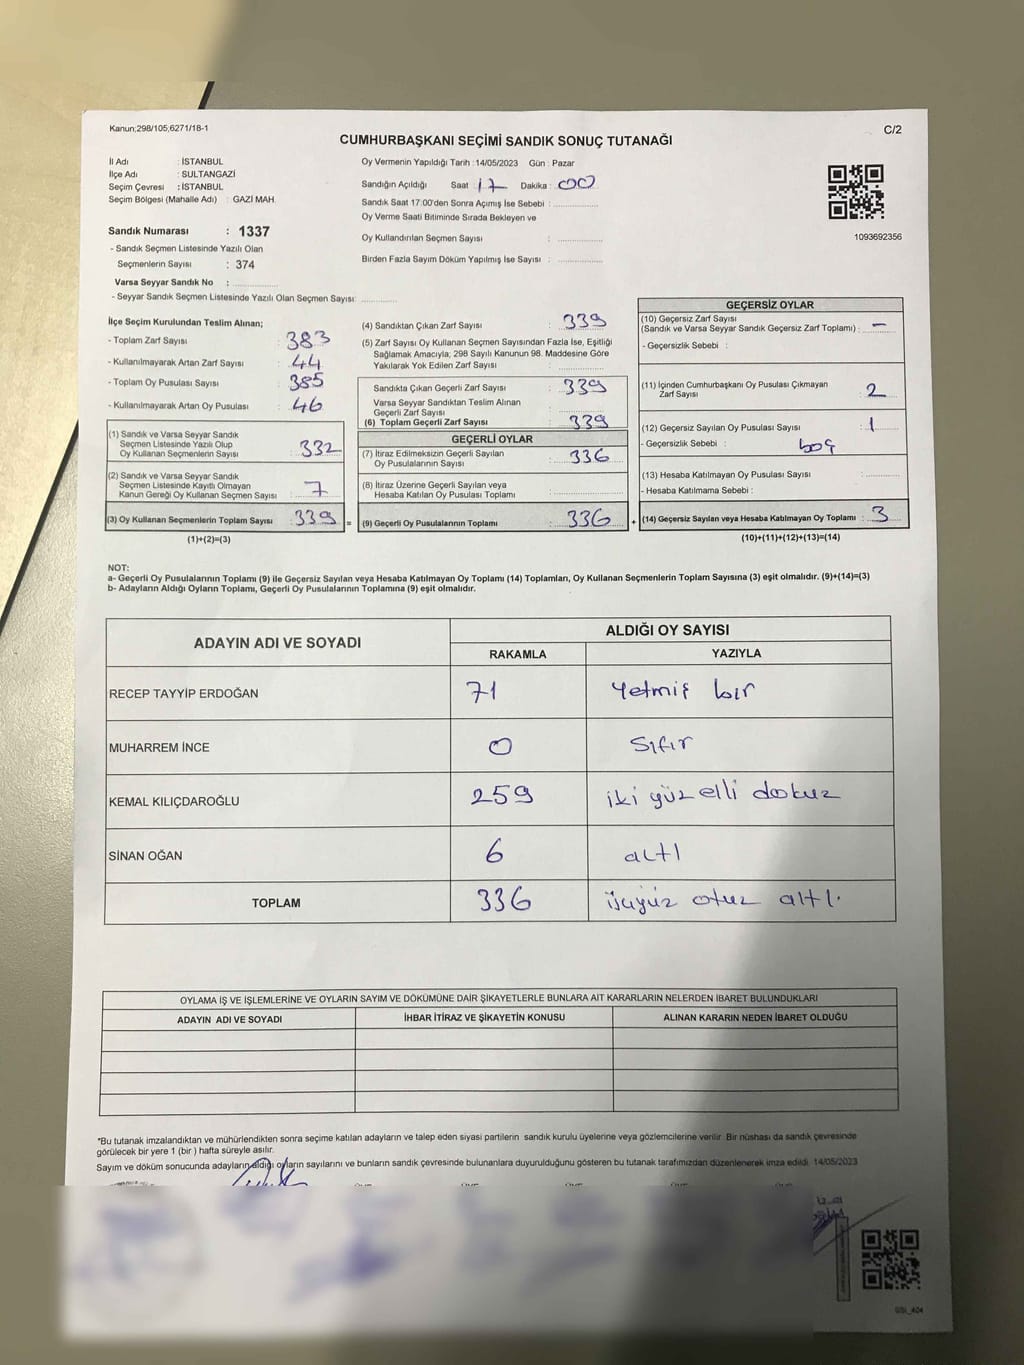 Kanun;298/105;6271/18-1
C/2
CUMHURBAŞKANI SEÇİMİ SANDIK SONUÇ TUTANAĞI
İl Adı : İSTANBUL
İlçe Adı : SULTANGAZİ
Seçim Çevresi : İSTANBUL
Seçim Bölgesi (Mahalle Adı) : GAZİ MAH.
Sandık Numarası : 1337
- Sandık Seçmen Listesinde Yazılı Olan
Seçmenlerin Sayısı : 374
Varsa Seyyar Sandık No :
- Seyyar Sandık Seçmen Listesinde Yazılı Olan Seçmen Sayısı:
Oy Vermenin Yapıldığı Tarih : 14/05/2023 Gün : Pazar
Sandığın Açıldığı Saat : 17 Dakika : 00
Sandık Saat 17:00'den Sonra Açımış İse Sebebi :
Oy Verme Saati Bitiminde Sırada Bekleyen ve
Oy Kullandırılan Seçmen Sayısı :
Birden Fazla Sayım Döküm Yapılmış İse Sayısı :
1093692356
İlçe Seçim Kurulundan Teslim Alınan;
- Toplam Zarf Sayısı : 383
- Kullanılmayarak Artan Zarf Sayısı : 44
- Toplam Oy Pusulası Sayısı : 385
- Kullanılmayarak Artan Oy Pusulası : 46
(1) Sandık ve Varsa Seyyar Sandık
Seçmen Listesinde Yazılı Olup
Oy Kullanan Seçmenlerin Sayısı : 332
(2) Sandık ve Varsa Seyyar Sandık
Seçmen Listesinde Kayıtlı Olmayan
Kanun Gereği Oy Kullanan Seçmen Sayısı : 7
(3) Oy Kullanan Seçmenlerin Toplam Sayısı : 339 =
(1)+(2)=(3)
(4) Sandıktan Çıkan Zarf Sayısı : 339
(5) Zarf Sayısı Oy Kullanan Seçmen Sayısından Fazla İse, Eşitliği
Sağlamak Amacıyla; 298 Sayılı Kanunun 98. Maddesine Göre
Yakılarak Yok Edilen Zarf Sayısı :
Sandıkta Çıkan Geçerli Zarf Sayısı : 339
Varsa Seyyar Sandıktan Teslim Alınan
Geçerli Zarf Sayısı :
(6) Toplam Geçerli Zarf Sayısı : 339
GEÇERLİ OYLAR
(7) İtiraz Edilmeksizin Geçerli Sayılan
Oy Pusulalarının Sayısı : 336
(8) İtiraz Üzerine Geçerli Sayılan veya
Hesaba Katılan Oy Pusulası Toplamı :
(9) Geçerli Oy Pusulalarının Toplamı : 336 +
GEÇERSİZ OYLAR
(10) Geçersiz Zarf Sayısı
(Sandık ve Varsa Seyyar Sandık Geçersiz Zarf Toplamı) : –
- Geçersizlik Sebebi :
(11) İçinden Cumhurbaşkanı Oy Pusulası Çıkmayan
Zarf Sayısı : 2
(12) Geçersiz Sayılan Oy Pusulası Sayısı : 1
- Geçersizlik Sebebi : boş
(13) Hesaba Katılmayan Oy Pusulası Sayısı :
- Hesaba Katılmama Sebebi :
(14) Geçersiz Sayılan veya Hesaba Katılmayan Oy Toplamı : 3
(10)+(11)+(12)+(13)=(14)
NOT:
a- Geçerli Oy Pusulalarının Toplamı (9) ile Geçersiz Sayılan veya Hesaba Katılmayan Oy Toplamı (14) Toplamları, Oy Kullanan Seçmenlerin Toplam Sayısına (3) eşit olmalıdır. (9)+(14)=(3)
b- Adayların Aldığı Oyların Toplamı, Geçerli Oy Pusulalarının Toplamına (9) eşit olmalıdır.
ADAYIN ADI VE SOYADI ALDIĞI OY SAYISI
RAKAMLA YAZIYLA
RECEP TAYYİP ERDOĞAN 71 Yetmiş bir
MUHARREM İNCE 0 Sıfır
KEMAL KILIÇDAROĞLU 259 iki yüz elli dokuz
SİNAN OĞAN 6 altı
TOPLAM 336 üçyüz otuz altı.
OYLAMA İŞ VE İŞLEMLERİNE VE OYLARIN SAYIM VE DÖKÜMÜNE DAİR ŞİKAYETLERLE BUNLARA AİT KARARLARIN NELERDEN İBARET BULUNDUKLARI
ADAYIN ADI VE SOYADI İHBAR İTİRAZ VE ŞİKAYETİN KONUSU ALINAN KARARIN NEDEN İBARET OLDUĞU
*Bu tutanak imzalandıktan ve mühürlendikten sonra seçime katılan adayların ve talep eden siyasi partilerin sandık kurulu üyelerine veya gözlemcilerine verilir. Bir nüshası da sandık çevresinde
görülecek bir yere 1 (bir) hafta süreyle asılır.
Sayım ve döküm sonucunda adayların aldığı oyların sayılarını ve bunların sandık çevresinde bulunanlara duyurulduğunu gösteren bu tutanak tarafımızdan düzenlenerek imza edildi. 14/05/2023